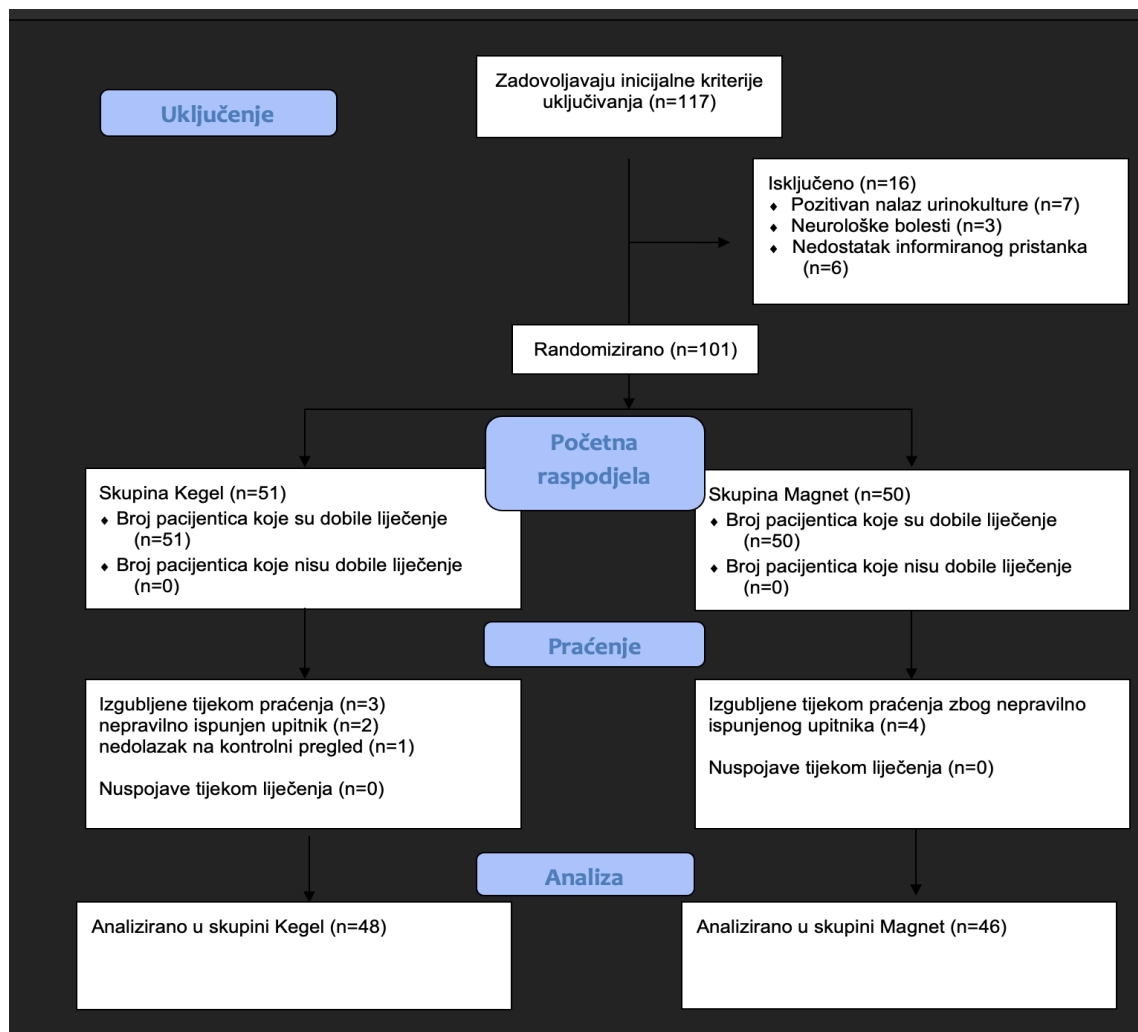 Zadovoljavaju inicijalne kriterije
uključivanja (n=117)
Uključenje
Isključeno (n=16)
♦ Pozitivan nalaz urinokulture (n=7)
♦ Neurološke bolesti (n=3)
♦ Nedostatak informiranog pristanka
(n=6)
Randomizirano (n=101)
Početna
raspodjela
Skupina Kegel (n=51)
♦ Broj pacijentica koje su dobile liječenje
(n=51)
♦ Broj pacijentica koje nisu dobile liječenje
(n=0)
Skupina Magnet (n=50)
♦ Broj pacijentica koje su dobile liječenje
(n=50)
♦ Broj pacijentica koje nisu dobile liječenje
(n=0)
Praćenje
Izgubljene tijekom praćenja (n=3)
nepravilno ispunjen upitnik (n=2)
nedolazak na kontrolni pregled (n=1)
Nuspojave tijekom liječenja (n=0)
Izgubljene tijekom praćenja zbog nepravilno
ispunjenog upitnika (n=4)
Nuspojave tijekom liječenja (n=0)
Analiza
Analizirano u skupini Kegel (n=48)
Analizirano u skupini Magnet (n=46)